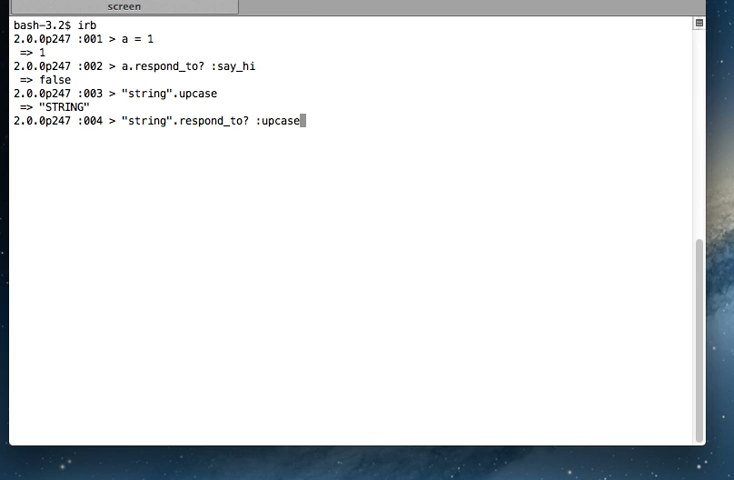 screen
bash-3.2$ irb
2.0.0p247 :001 > a = 1
 => 1
2.0.0p247 :002 > a.respond_to? :say_hi
 => false
2.0.0p247 :003 > "string".upcase
 => "STRING"
2.0.0p247 :004 > "string".respond_to? :upcase